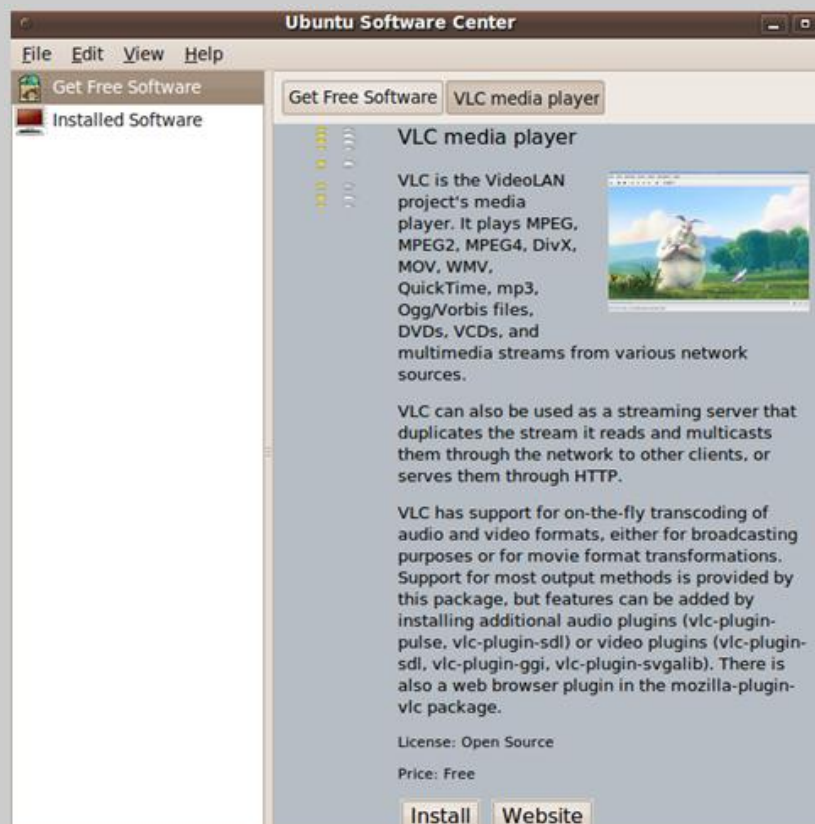 Ubuntu Software Center
File Edit View Help
Get Free Software
Installed Software
Get Free Software
VLC media player
VLC media player
VLC is the VideoLAN
project's media
player. It plays MPEG,
MPEG2, MPEG4, DivX,
MOV, WMV,
QuickTime, mp3,
Ogg/Vorbis files,
DVDs, VCDs, and
multimedia streams from various network
sources.
VLC can also be used as a streaming server that
duplicates the stream it reads and multicasts
them through the network to other clients, or
serves them through HTTP.
VLC has support for on-the-fly transcoding of
audio and video formats, either for broadcasting
purposes or for movie format transformations.
Support for most output methods is provided by
this package, but features can be added by
installing additional audio plugins (vlc-plugin-
pulse, vlc-plugin-sdl) or video plugins (vlc-plugin-
sdl, vlc-plugin-ggi, vlc-plugin-svgalib). There is
also a web browser plugin in the mozilla-plugin-
vlc package.
License: Open Source
Price: Free
Install
Website